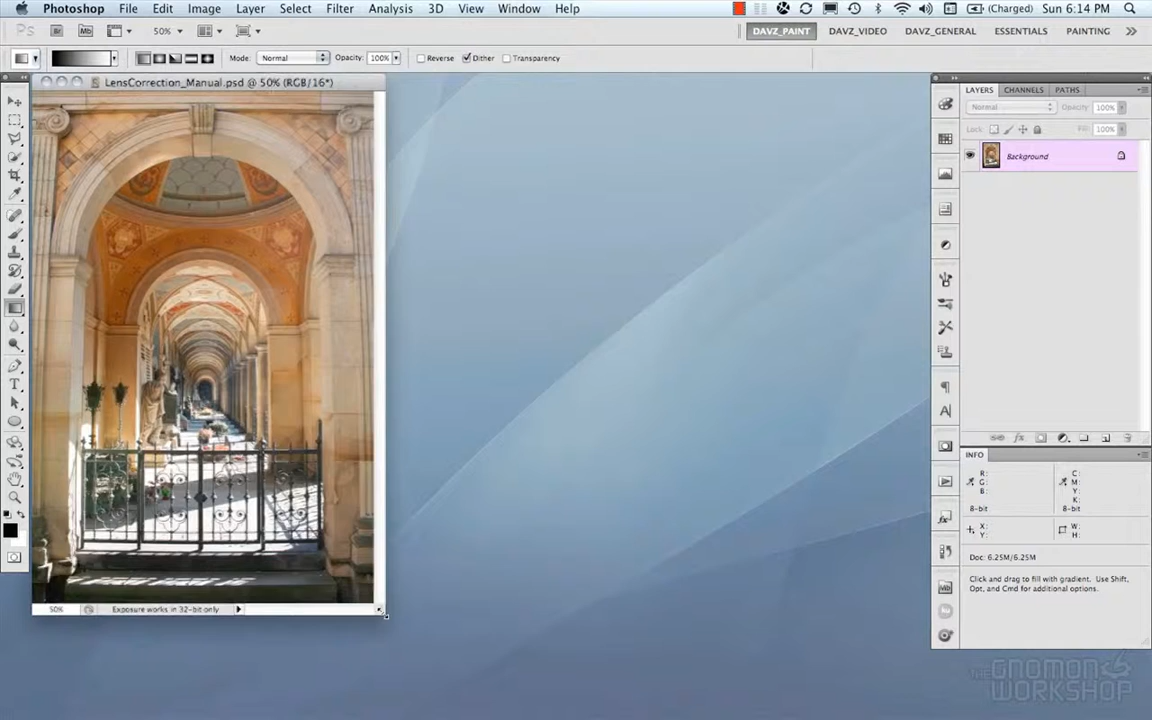 Photoshop File Edit Image Layer Select Filter Analysis 3D View Window Help (Charged) Sun 6:14 PM
Ps Br Mb 50% DAVZ_PAINT DAVZ_VIDEO DAVZ_GENERAL ESSENTIALS PAINTING
Mode: Normal Opacity: 100% Reverse Dither Transparency
LensCorrection_Manual.psd @ 50% (RGB/16*)
LAYERS CHANNELS PATHS
Normal Opacity: 100%
Lock: Fill: 100%
Background
INFO
R: C:
G: M:
B: Y:
K:
8-bit 8-bit
X: W:
Y: H:
Doc: 6.25M/6.25M
Click and drag to fill with gradient. Use Shift,
Opt, and Cmd for additional options.
50% Exposure works in 32-bit only
THE GNOMON
WORKSHOP